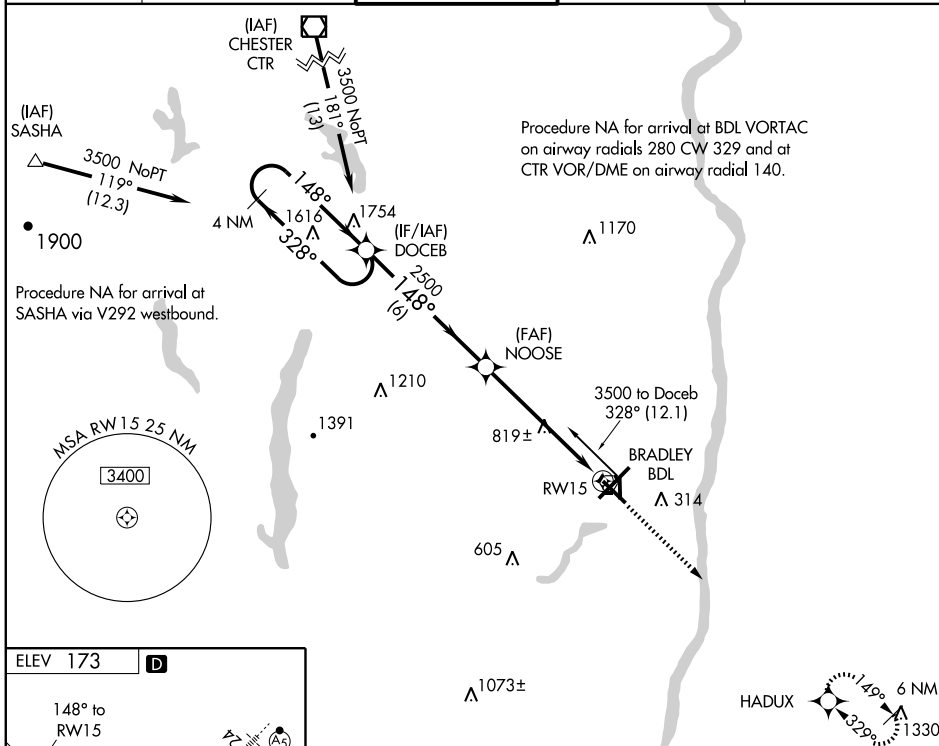 (IAF)
CHESTER
CTR
3500 NoPT
181°
(13)
(IAF)
SASHA
3500 NoPT
119°
(12.3)
1900
4 NM
148°
328°
1616
1754
(IF/IAF)
DOCEB
Procedure NA for arrival at BDL VORTAC
on airway radials 280 CW 329 and at
CTR VOR/DME on airway radial 140.
1170
Procedure NA for arrival at
SASHA via V292 westbound.
2500
148°
(6)
(FAF)
NOOSE
1210
1391
3500 to Doceb
328° (12.1)
819±
BRADLEY
BDL
RW15
314
MSA RW15 25 NM
3400
605
1073±
HADUX
149°
6 NM
329°
1330
ELEV 173
D
148° to
RW15
24
A5